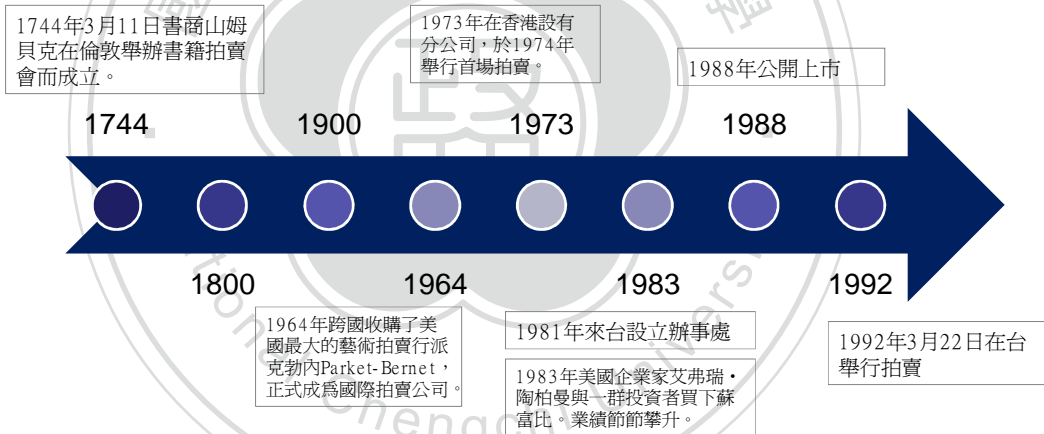 1744年3月11日書商山姆
貝克在倫敦舉辦書籍拍賣
會而成立。
1973年在香港設有
分公司，於1974年
舉行首場拍賣。
1988年公開上市
1744
1900
1973
1988
1800
1964
1983
1992
1964年跨國收購了美
國最大的藝術拍賣行派
克勃內Parket-Bernet，
正式成為國際拍賣公司。
1981年來台設立辦事處
1983年美國企業家艾弗瑞・
陶柏曼與一群投資者買下蘇
富比。業績節節攀升。
1992年3月22日在台
舉行拍賣